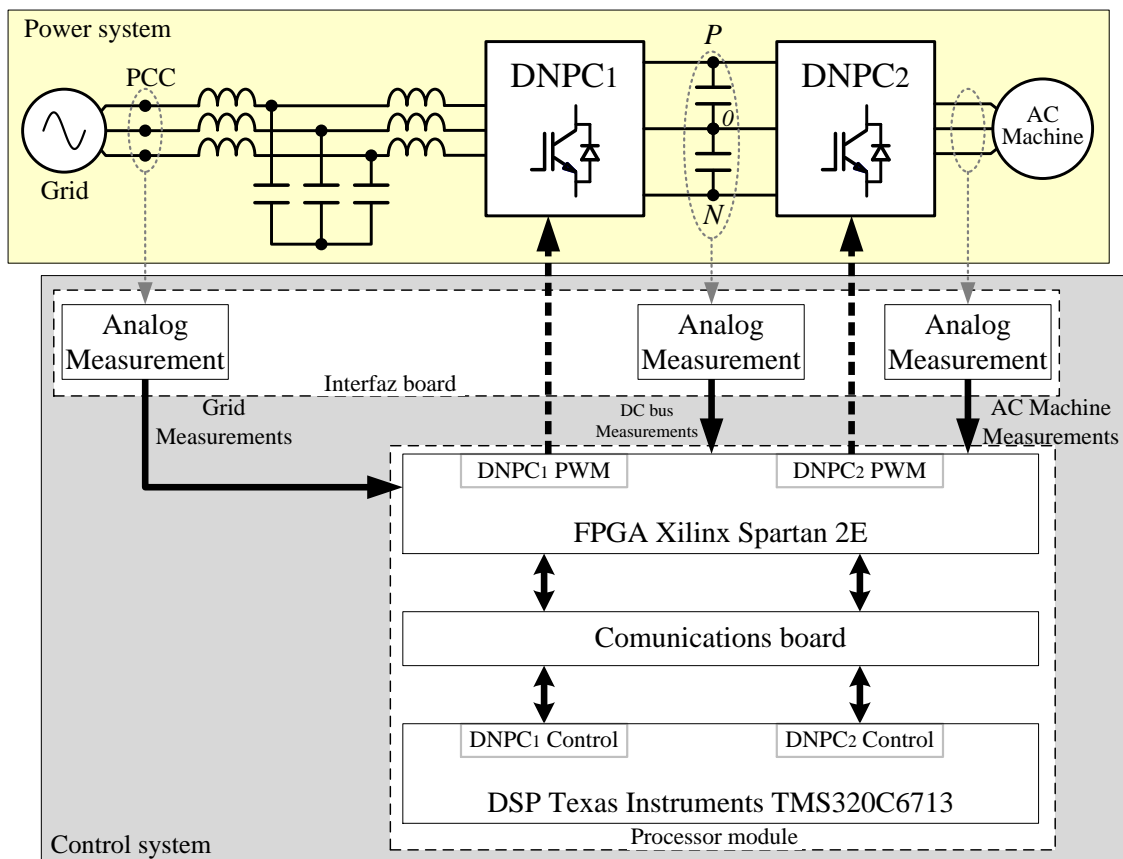 Power system
PCC
Grid
DNPC1
P
0
N
DNPC2
AC
Machine
Analog
Measurement
Analog
Measurement
Analog
Measurement
Interfaz board
Grid
Measurements
DC bus
Measurements
AC Machine
Measurements
DNPC1 PWM
DNPC2 PWM
FPGA Xilinx Spartan 2E
Comunications board
DNPC1 Control
DNPC2 Control
DSP Texas Instruments TMS320C6713
Processor module
Control system